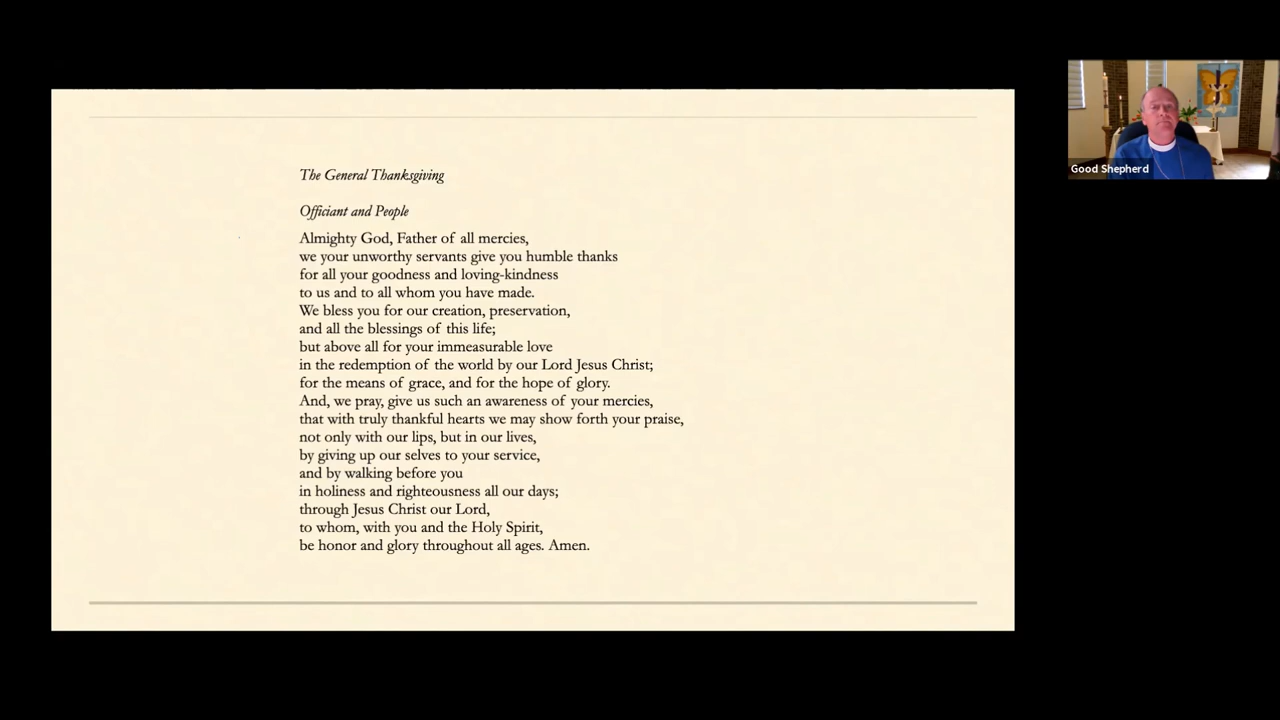 The General Thanksgiving
Officiant and People
Almighty God, Father of all mercies,
we your unworthy servants give you humble thanks
for all your goodness and loving-kindness
to us and to all whom you have made.
We bless you for our creation, preservation,
and all the blessings of this life;
but above all for your immeasurable love
in the redemption of the world by our Lord Jesus Christ;
for the means of grace, and for the hope of glory.
And, we pray, give us such an awareness of your mercies,
that with truly thankful hearts we may show forth your praise,
not only with our lips, but in our lives,
by giving up our selves to your service,
and by walking before you
in holiness and righteousness all our days;
through Jesus Christ our Lord,
to whom, with you and the Holy Spirit,
be honor and glory throughout all ages. Amen.
Good Shepherd